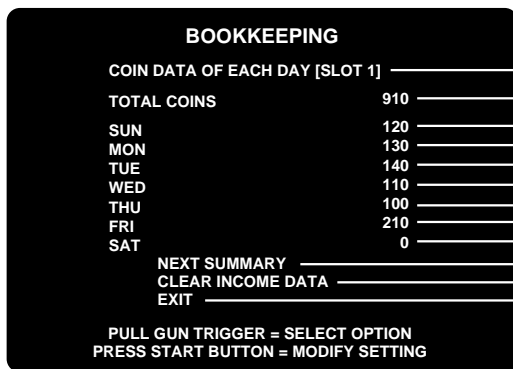 BOOKKEEPING
COIN DATA OF EACH DAY [SLOT 1]
TOTAL COINS 910
SUN 120
MON 130
TUE 140
WED 110
THU 100
FRI 210
SAT 0
NEXT SUMMARY
CLEAR INCOME DATA
EXIT
PULL GUN TRIGGER = SELECT OPTION
PRESS START BUTTON = MODIFY SETTING